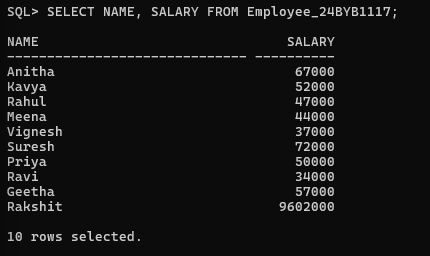 SQL> SELECT NAME, SALARY FROM Employee_24BYB1117;
NAME                               SALARY
------------------------------ ----------
Anitha                              67000
Kavya                               52000
Rahul                               47000
Meena                               44000
Vignesh                             37000
Suresh                              72000
Priya                               50000
Ravi                                34000
Geetha                              57000
Rakshit                           9602000
10 rows selected.